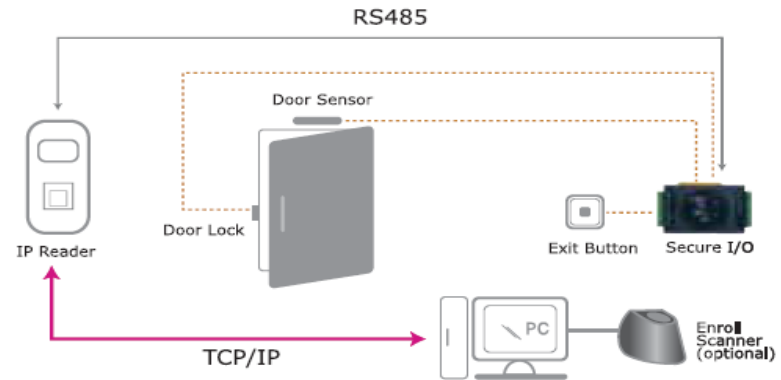 RS485
Door Sensor
Door Lock
IP Reader
Exit Button
Secure I/O
PC
TCP/IP
Enroll
Scanner
(optional)